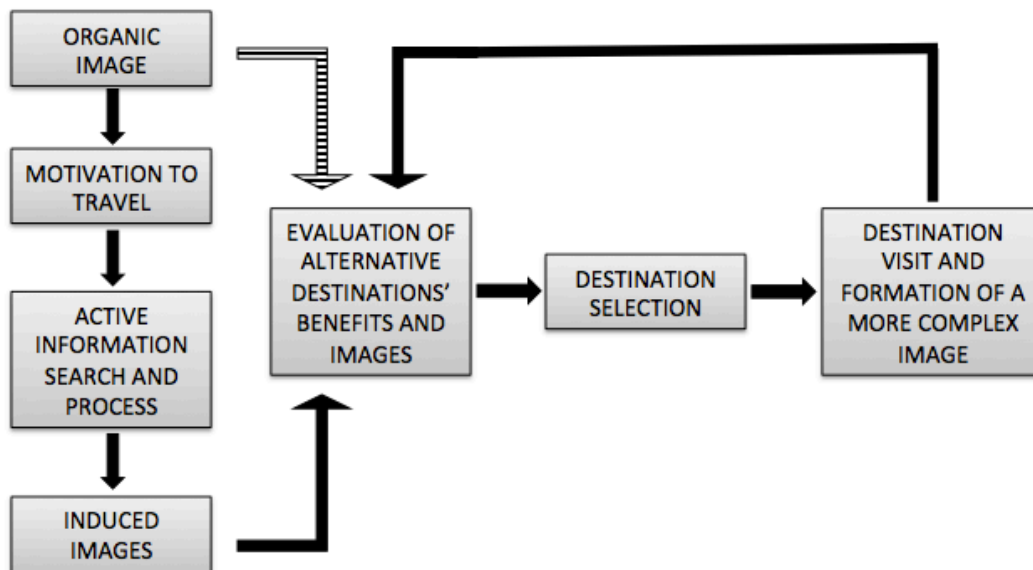 ORGANIC
IMAGE
MOTIVATION TO
TRAVEL
ACTIVE
INFORMATION
SEARCH AND
PROCESS
INDUCED
IMAGES
EVALUATION OF
ALTERNATIVE
DESTINATIONS’
BENEFITS AND
IMAGES
DESTINATION
SELECTION
DESTINATION
VISIT AND
FORMATION OF A
MORE COMPLEX
IMAGE